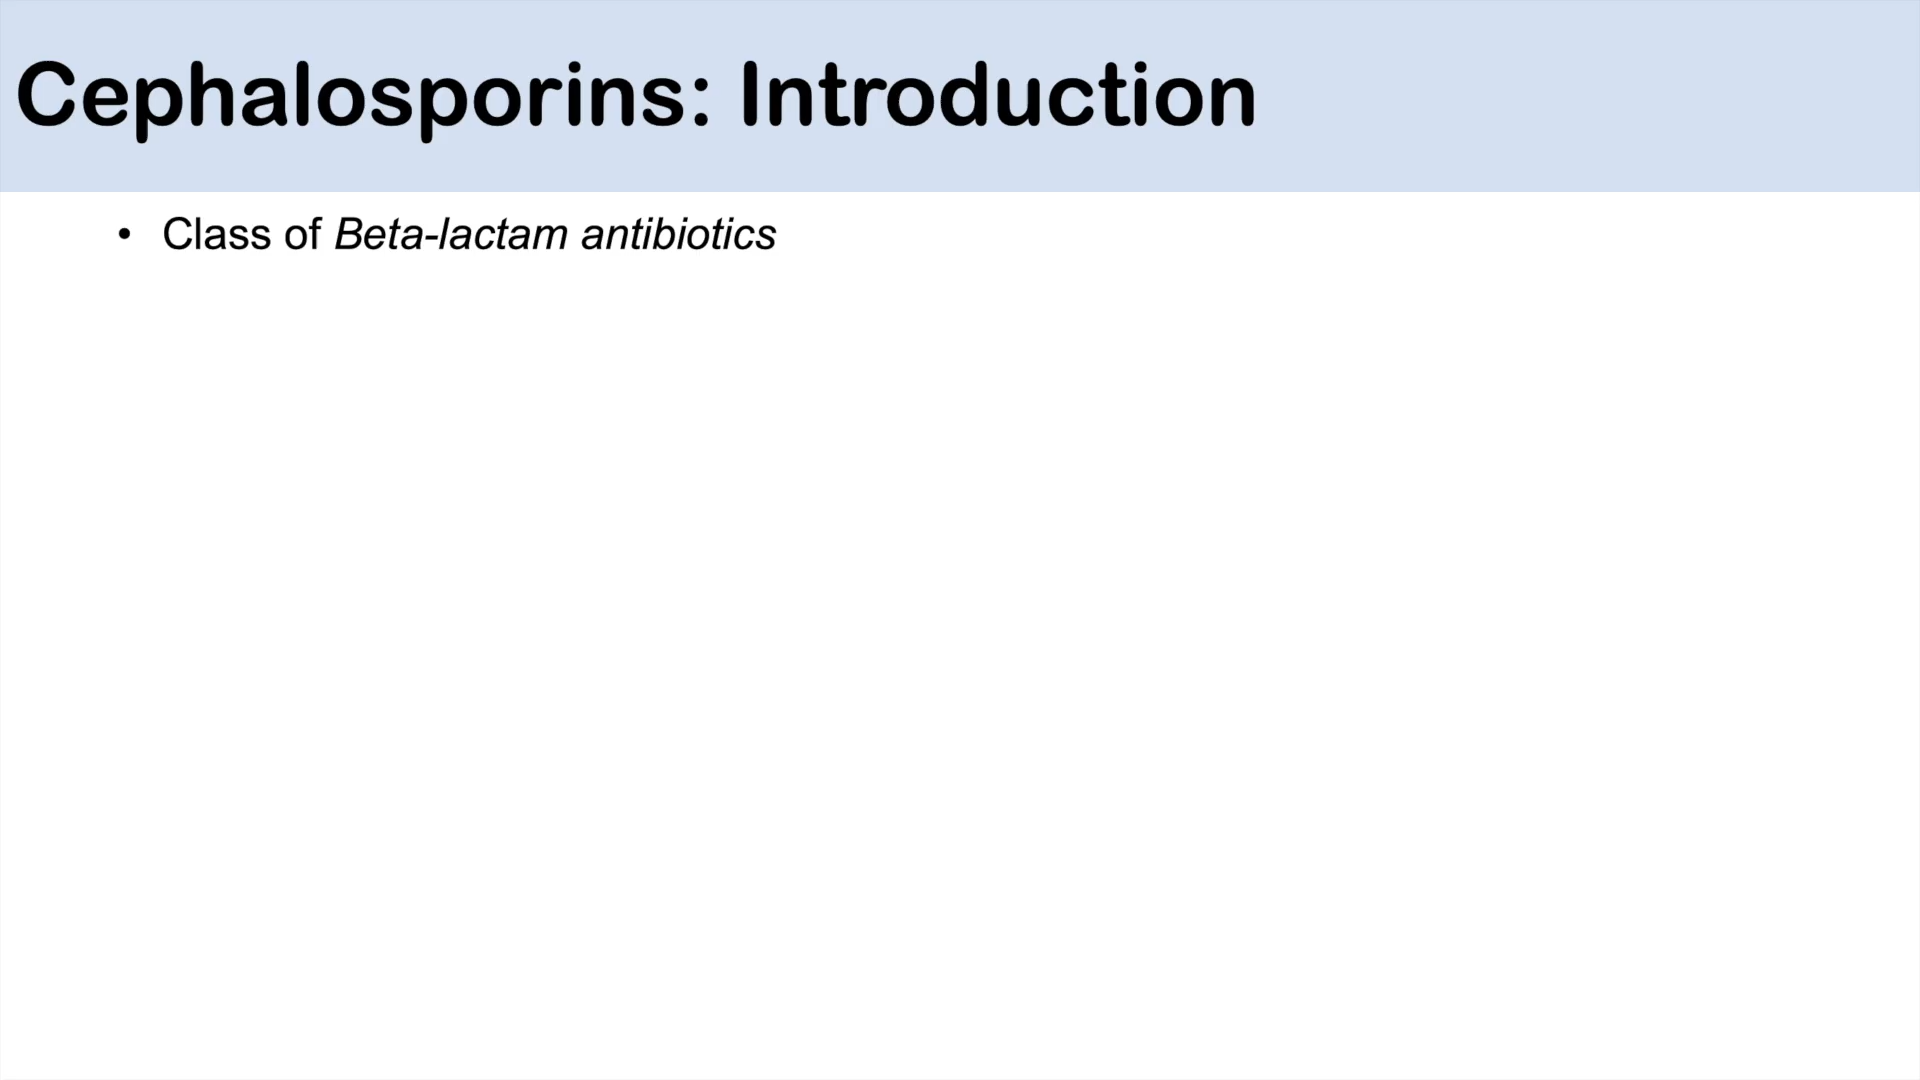 Cephalosporins: Introduction
• Class of Beta-lactam antibiotics